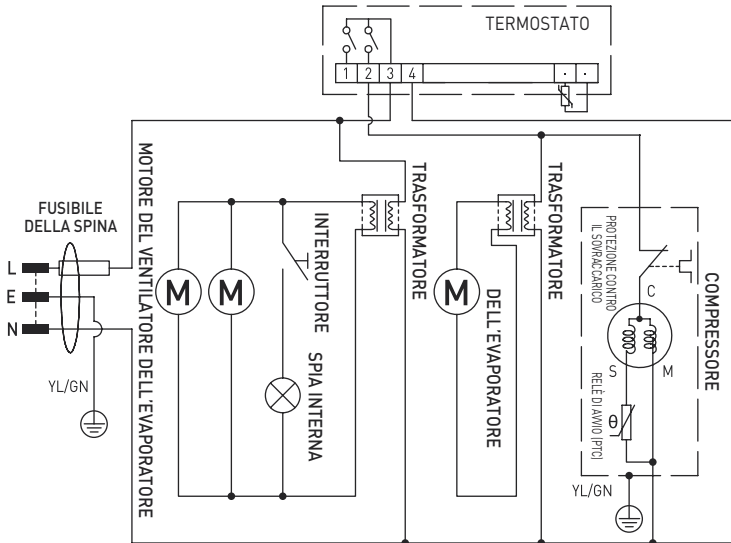 TERMOSTATO
1 2 3 4
FUSIBILE
DELLA SPINA
L
E
N
YL/GN
MOTORE DEL VENTILATORE DELL'EVAPORATORE
M
M
INTERRUTTORE
SPIA INTERNA
TRASFORMATORE
M
DELL'EVAPORATORE
TRASFORMATORE
PROTEZIONE CONTRO
IL SOVRACCARICO
C
S
M
θ
RELÈ DI AVVIO (PTC)
YL/GN
COMPRESSORE